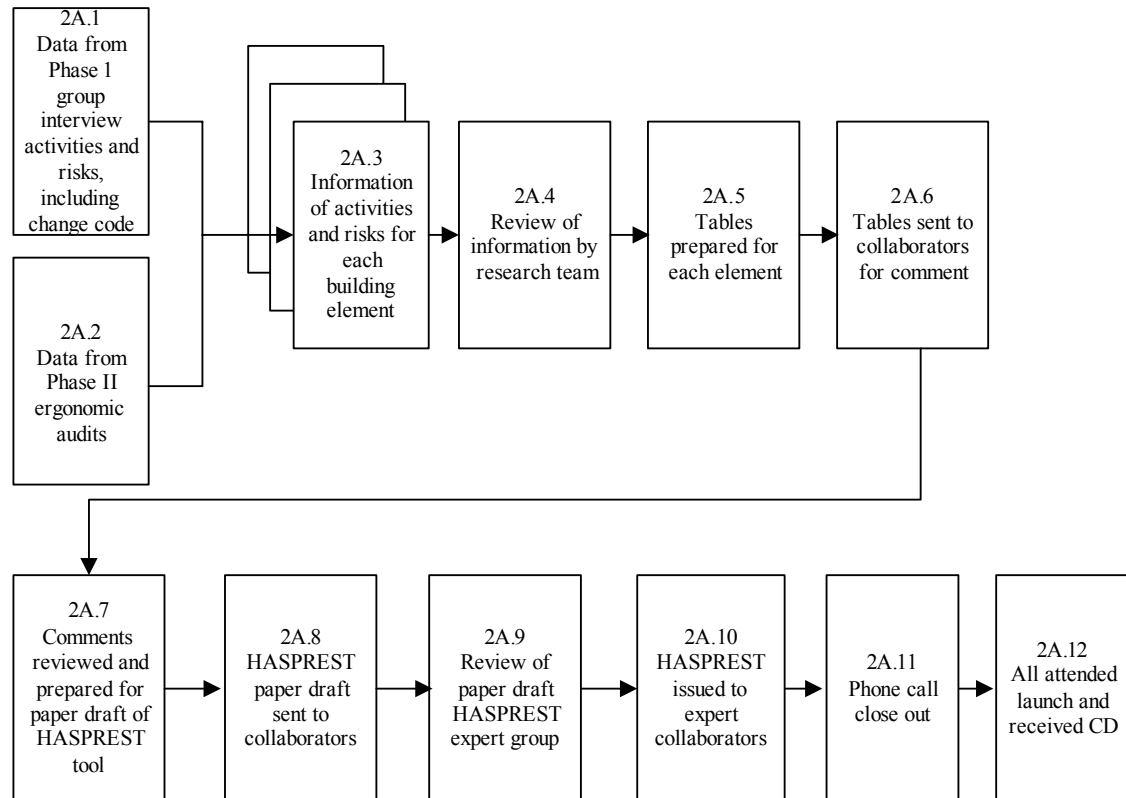 2A.1
Data from
Phase 1
group
interview
activities and
risks,
including
change code
2A.2
Data from
Phase II
ergonomic
audits
2A.3
Information
of activities
and risks for
each
building
element
2A.4
Review of
information by
research team
2A.5
Tables
prepared for
each element
2A.6
Tables sent to
collaborators
for comment
2A.7
Comments
reviewed and
prepared for
paper draft of
HASPREST
tool
2A.8
HASPREST
paper draft
sent to
collaborators
2A.9
Review of
paper draft
HASPREST
expert group
2A.10
HASPREST
issued to
expert
collaborators
2A.11
Phone call
close out
2A.12
All attended
launch and
received CD